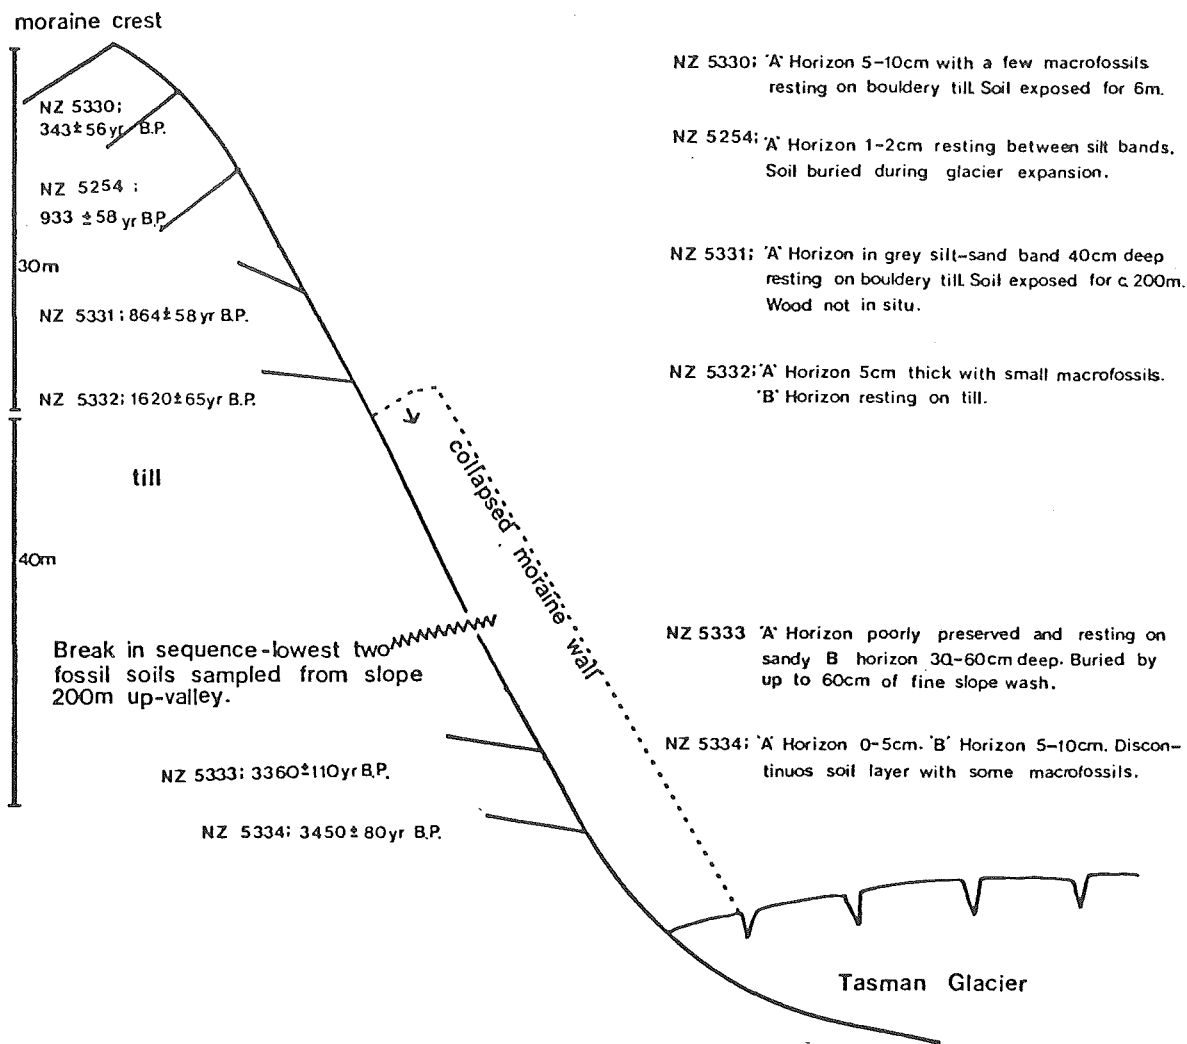 moraine crest
NZ 5330;
343±56yr B.P.
NZ 5254 ;
933 ±58 yr B.P.
30m
NZ 5331; 864±58yr B.P.
NZ 5332; 1620±65yr B.P.
till
40m
Break in sequence-lowest two
fossil soils sampled from slope
200m up-valley.
NZ 5333; 3360±110yr B.P.
NZ 5334; 3450±80yr B.P.
collapsed moraine wall
NZ 5330; 'A' Horizon 5-10cm with a few macrofossils
resting on bouldery till. Soil exposed for 6m.
NZ 5254; 'A' Horizon 1-2cm resting between silt bands.
Soil buried during glacier expansion.
NZ 5331; 'A' Horizon in grey silt-sand band 40cm deep
resting on bouldery till. Soil exposed for c. 200m.
Wood not in situ.
NZ 5332; 'A' Horizon 5cm thick with small macrofossils.
'B' Horizon resting on till.
NZ 5333 'A' Horizon poorly preserved and resting on
sandy B horizon 30-60cm deep. Buried by
up to 60cm of fine slope wash.
NZ 5334; 'A' Horizon 0-5cm. 'B' Horizon 5-10cm. Discon-
tinuos soil layer with some macrofossils.
Tasman Glacier